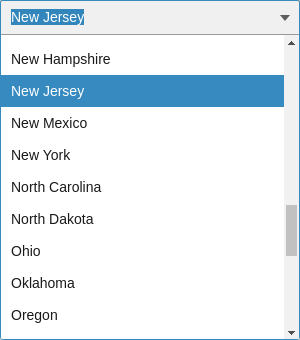 New Jersey
New Hampshire
New Jersey
New Mexico
New York
North Carolina
North Dakota
Ohio
Oklahoma
Oregon